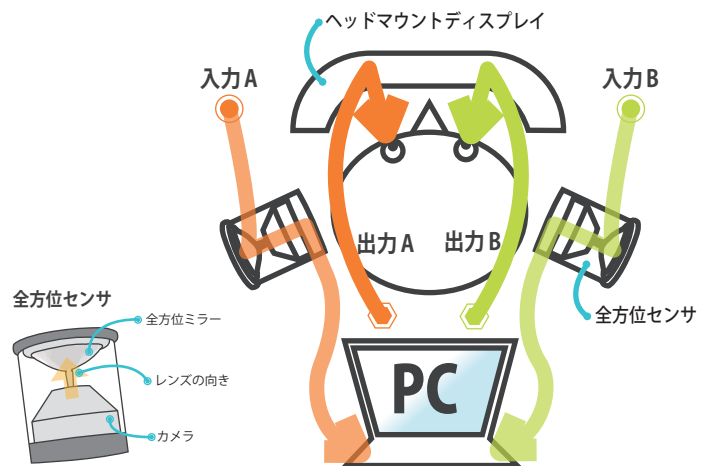 ヘッドマウントディスプレイ
入力A
入力B
出力A
出力B
全方位センサ
PC
全方位センサ
全方位ミラー
レンズの向き
カメラ